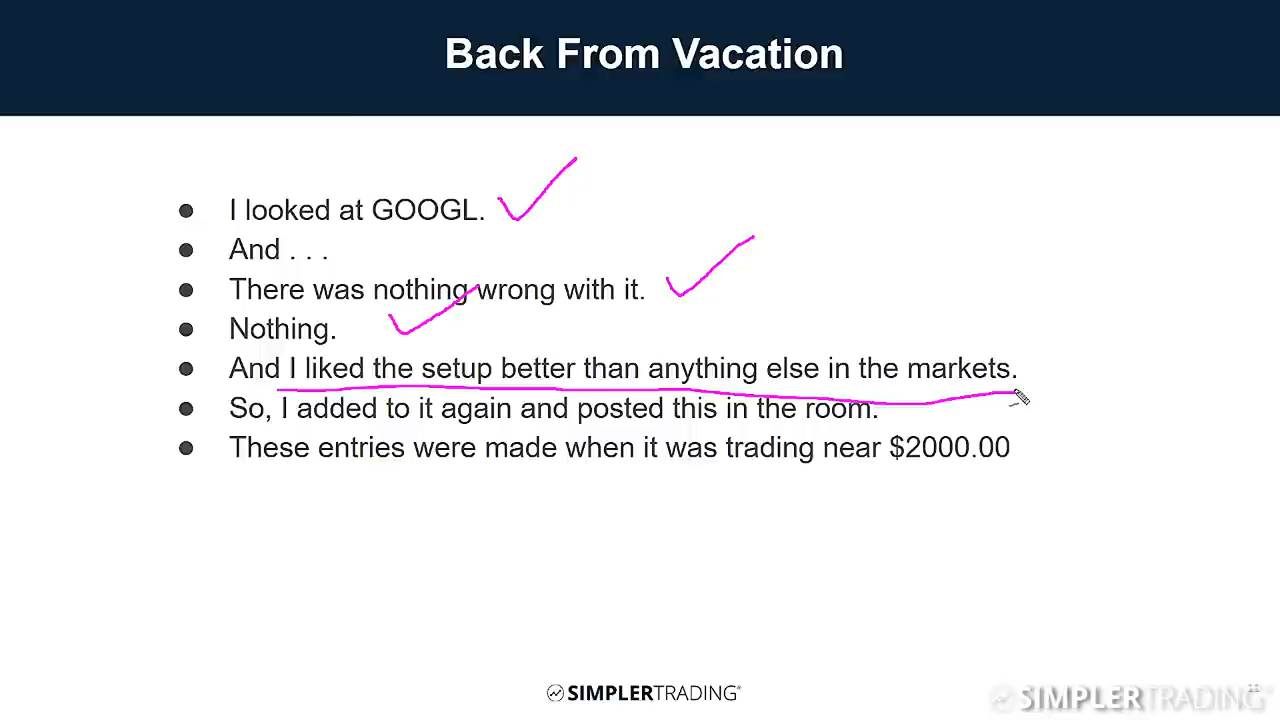 Back From Vacation
● I looked at GOOGL.
● And . . .
● There was nothing wrong with it.
● Nothing.
● And I liked the setup better than anything else in the markets.
● So, I added to it again and posted this in the room.
● These entries were made when it was trading near $2000.00
SIMPLERTRADING®
11
SIMPLERTRADING®